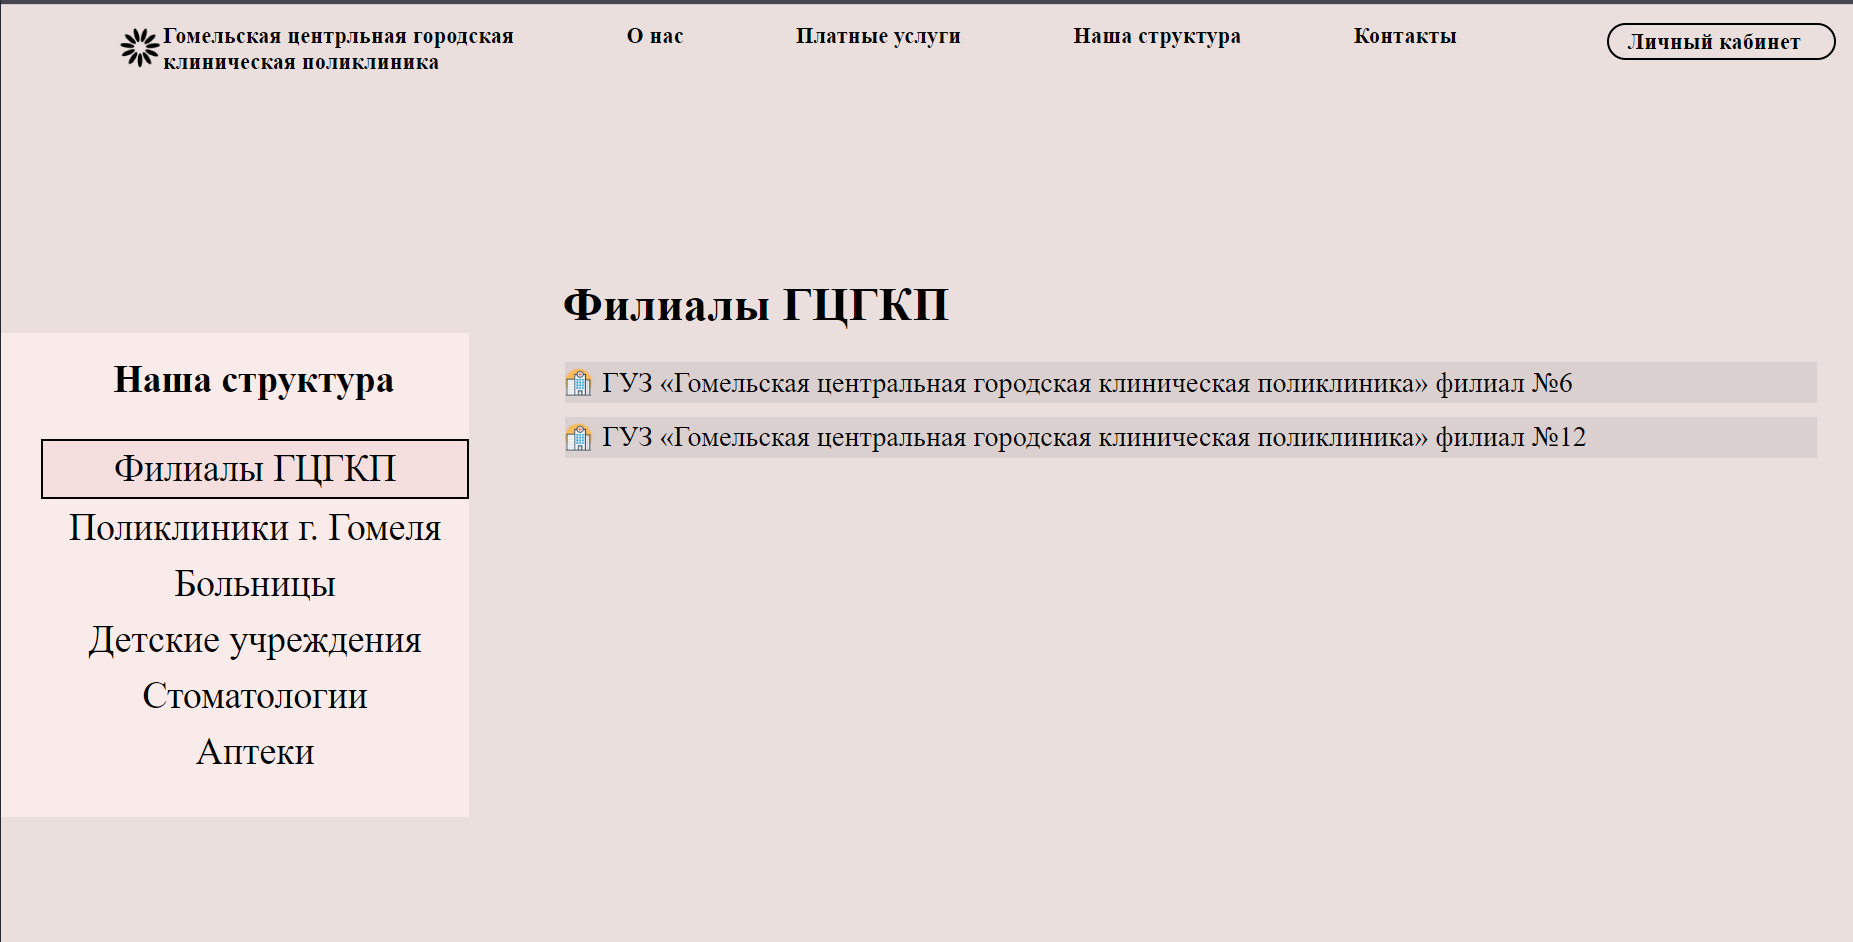 Гомельская центрльная городская
клиническая поликлиника
О нас
Платные услуги
Наша структура
Контакты
Личный кабинет
Наша структура
Филиалы ГЦГКП
Поликлиники г. Гомеля
Больницы
Детские учреждения
Стоматологии
Аптеки
Филиалы ГЦГКП
ГУЗ «Гомельская центральная городская клиническая поликлиника» филиал №6
ГУЗ «Гомельская центральная городская клиническая поликлиника» филиал №12